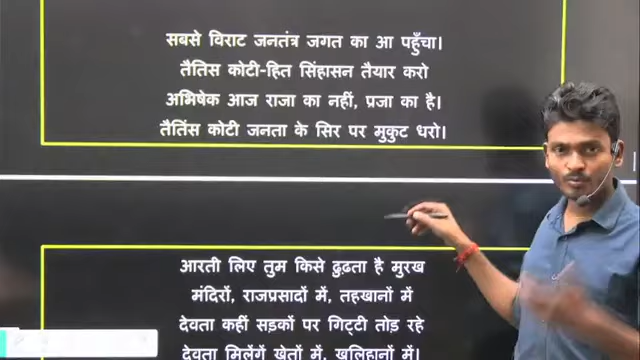 सबसे विराट जनतंत्र जगत का आ पहुँचा।
तैतिस कोटी-हित सिंहासन तैयार करो
अभिषेक आज राजा का नहीं, प्रजा का है।
तैतिंस कोटी जनता के सिर पर मुकुट धरो।
आरती लिए तुम किसे ढुढ़ता है मुरख
मंदिरों, राजप्रसादों में, तहखानों में
देवता कहीं सड़कों पर गिट्टी तोड़ रहे
देवता मिलेंगें खेतों में, खलिहानों में।